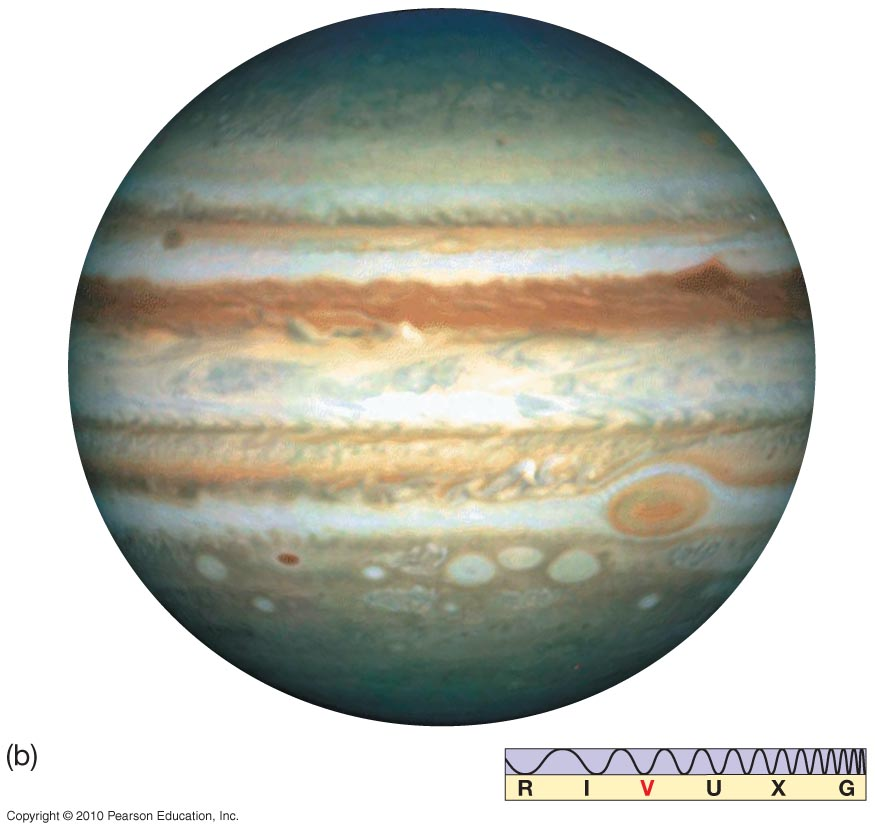 (b)
R I V U X G
Copyright © 2010 Pearson Education, Inc.